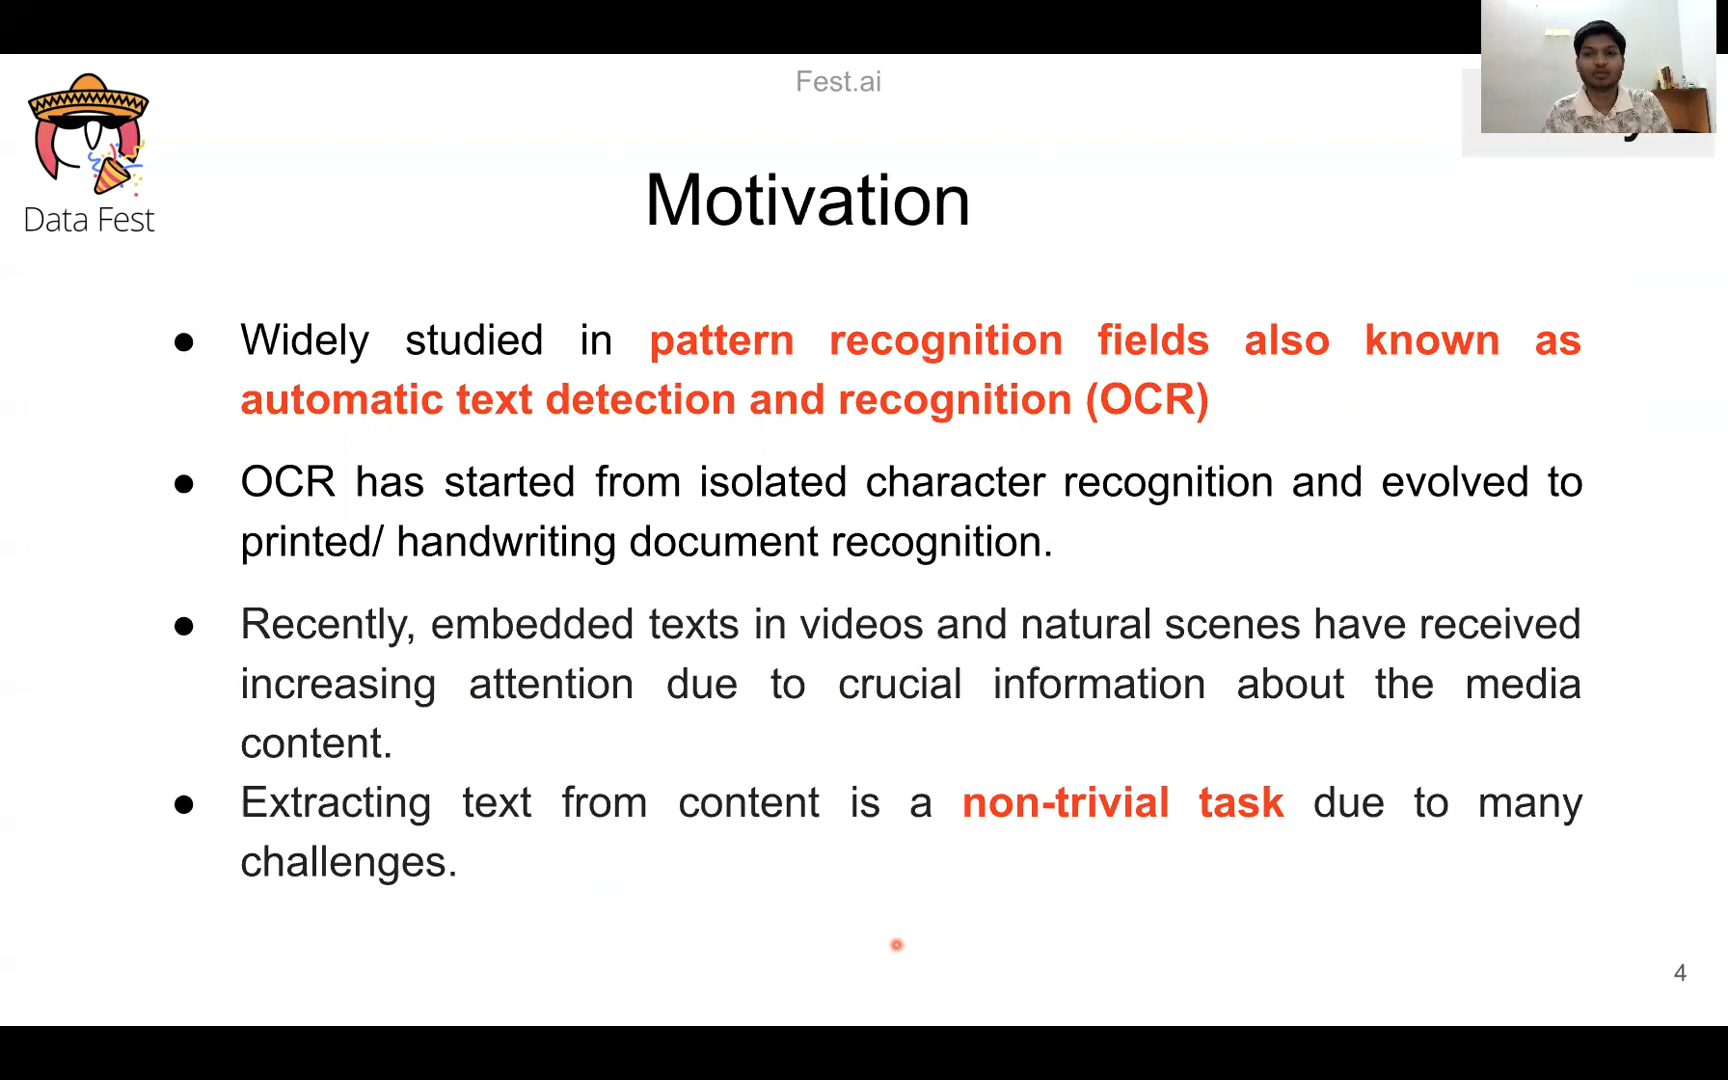 Fest.ai
Data Fest
Motivation
● Widely studied in pattern recognition fields also known as
automatic text detection and recognition (OCR)
● OCR has started from isolated character recognition and evolved to
printed/ handwriting document recognition.
● Recently, embedded texts in videos and natural scenes have received
increasing attention due to crucial information about the media
content.
● Extracting text from content is a non-trivial task due to many
challenges.
4